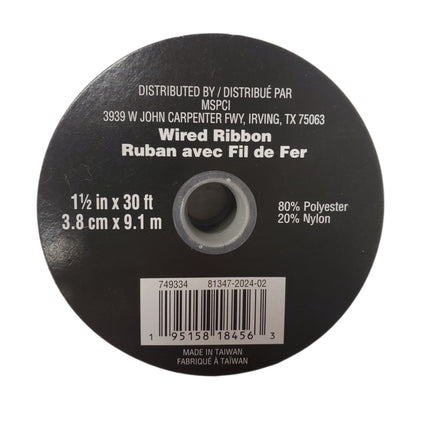 DISTRIBUTED BY / DISTRIBUÉ PAR
MSPCI
3939 W JOHN CARPENTER FWY, IRVING, TX 75063
Wired Ribbon
Ruban avec Fil de Fer
1½ in x 30 ft
3.8 cm x 9.1 m
80% Polyester
20% Nylon
749334 81347-2024-02
1 95158 18456 3
MADE IN TAIWAN
FABRIQUÉ À TAÏWAN